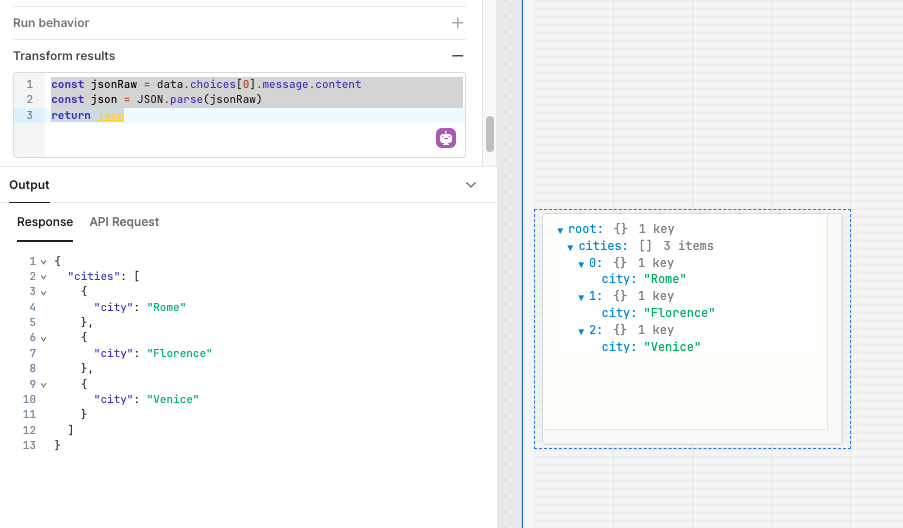 Run behavior
Transform results
1 const jsonRaw = data.choices[0].message.content
2 const json = JSON.parse(jsonRaw)
3 return json
Output
Response API Request
1 {
2 "cities": [
3 {
4 "city": "Rome"
5 },
6 {
7 "city": "Florence"
8 },
9 {
10 "city": "Venice"
11 }
12 ]
13 }
root: {} 1 key
cities: [] 3 items
0: {} 1 key
city: "Rome"
1: {} 1 key
city: "Florence"
2: {} 1 key
city: "Venice"